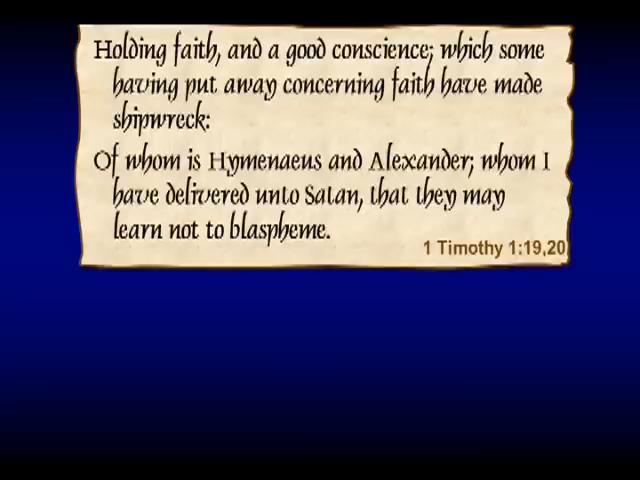 Holding faith, and a good conscience; which some
having put away concerning faith have made
shipwreck:
Of whom is Hymenaeus and Alexander; whom I
have delivered unto Satan, that they may
learn not to blaspheme.
1 Timothy 1:19,20